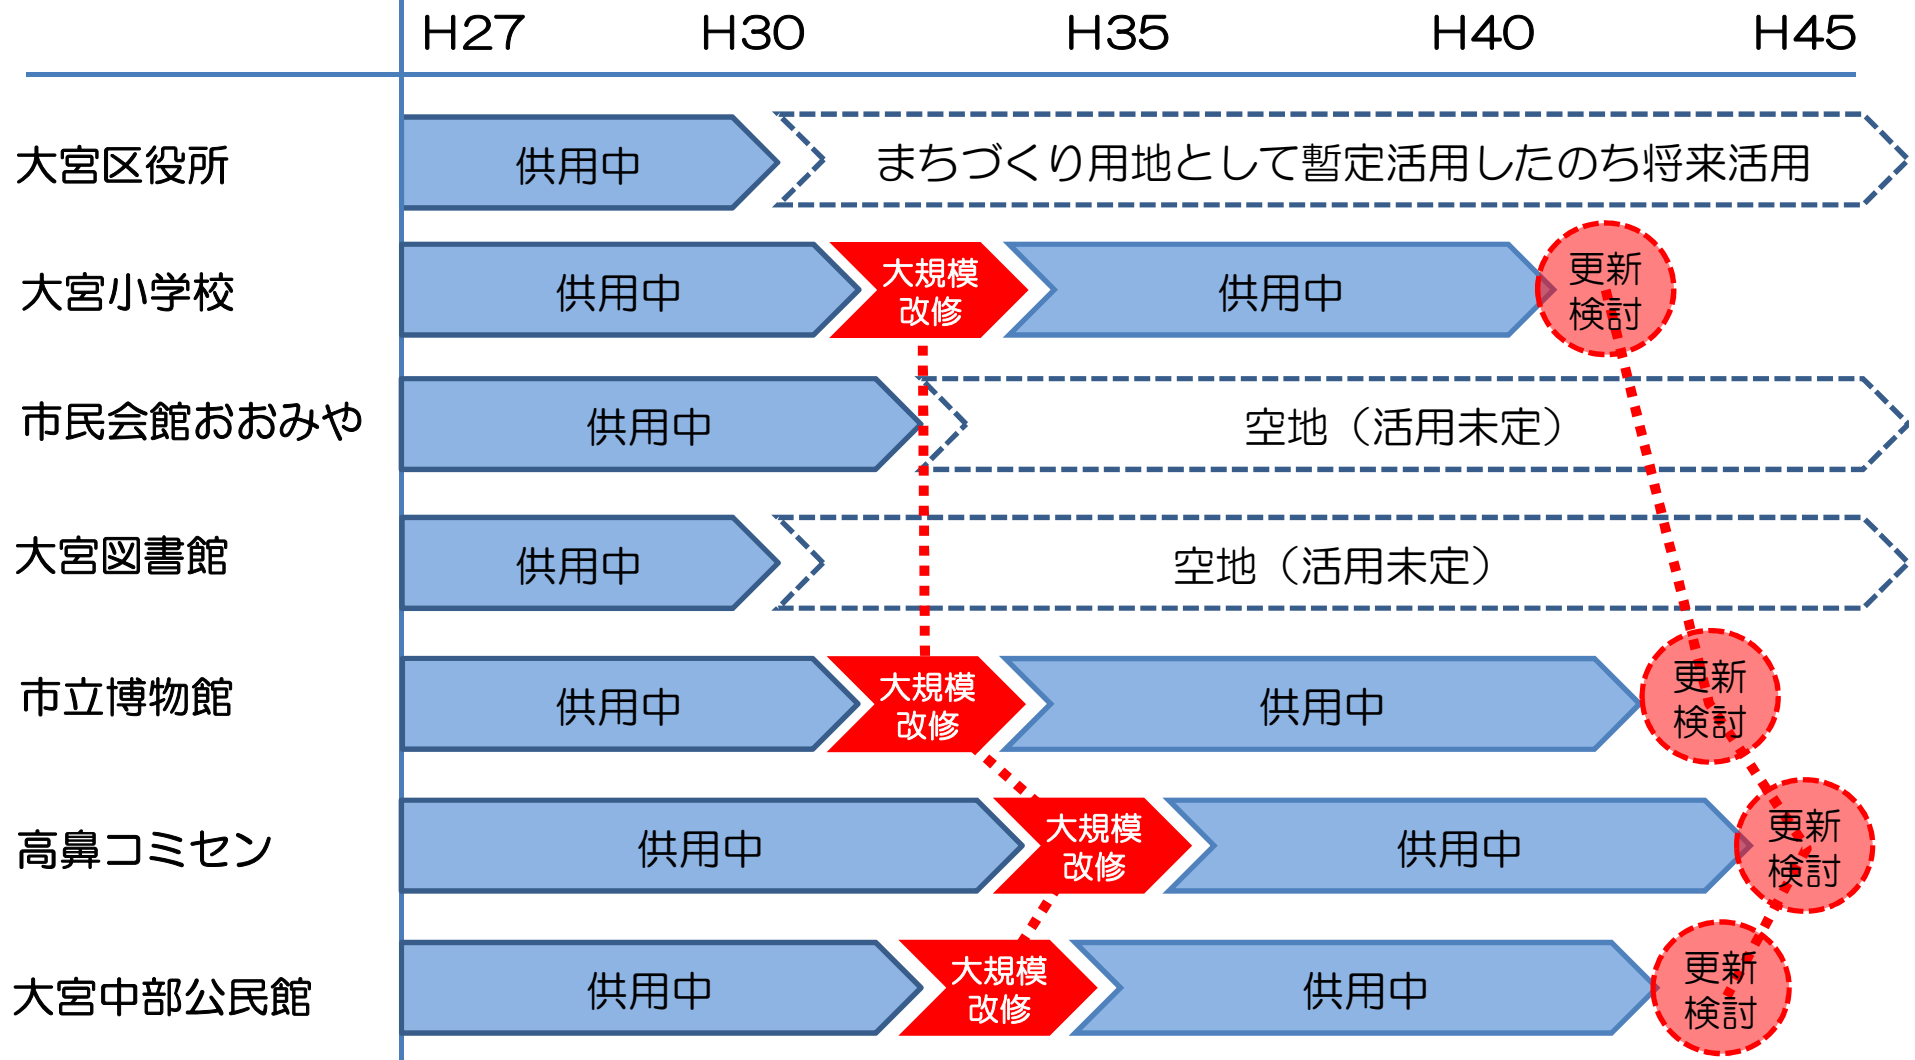 H27 H30 H35 H40 H45
大宮区役所 供用中 まちづくり用地として暫定活用したのち将来活用
大宮小学校 供用中 大規模
改修 供用中 更新
検討
市民会館おおみや 供用中 空地（活用未定）
大宮図書館 供用中 空地（活用未定）
市立博物館 供用中 大規模
改修 供用中 更新
検討
高鼻コミセン 供用中 大規模
改修 供用中 更新
検討
大宮中部公民館 供用中 大規模
改修 供用中 更新
検討